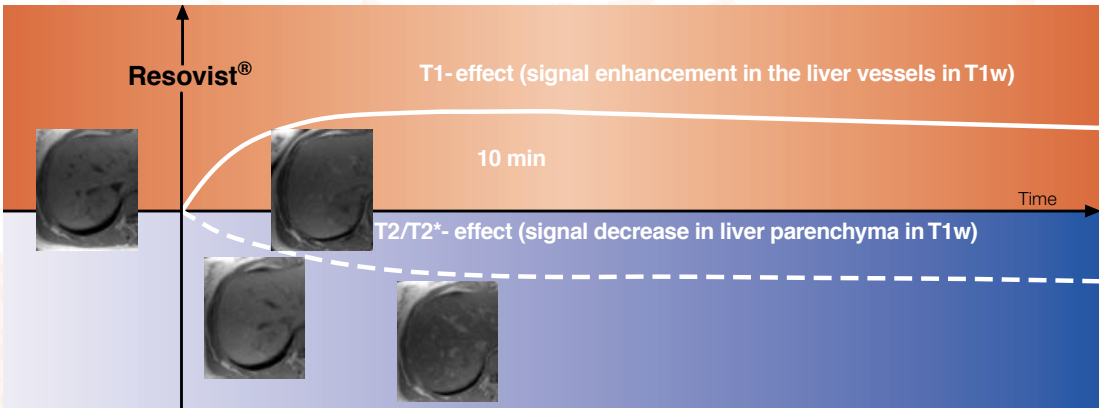 Resovist®
T1- effect (signal enhancement in the liver vessels in T1w)
10 min
Time
T2/T2*- effect (signal decrease in liver parenchyma in T1w)